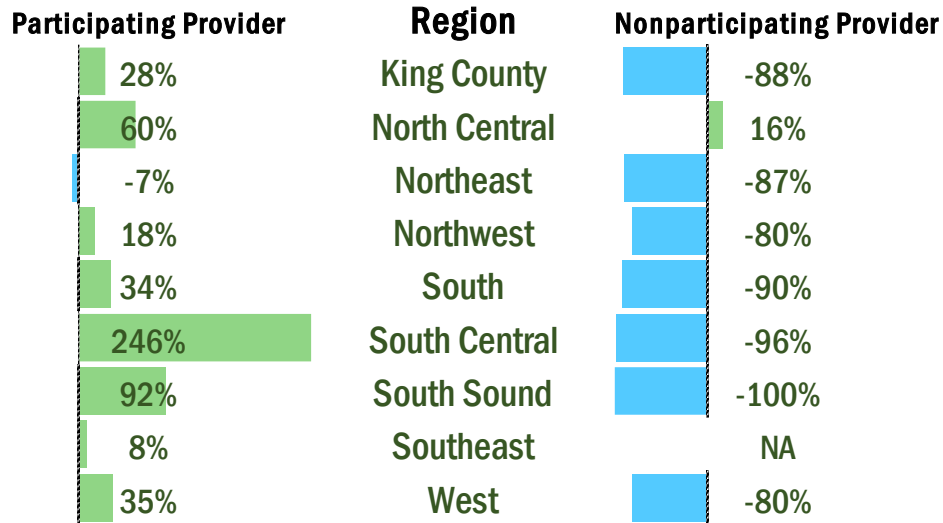 Participating Provider Region Nonparticipating Provider
28% King County -88%
60% North Central 16%
-7% Northeast -87%
18% Northwest -80%
34% South -90%
246% South Central -96%
92% South Sound -100%
8% Southeast NA
35% West -80%